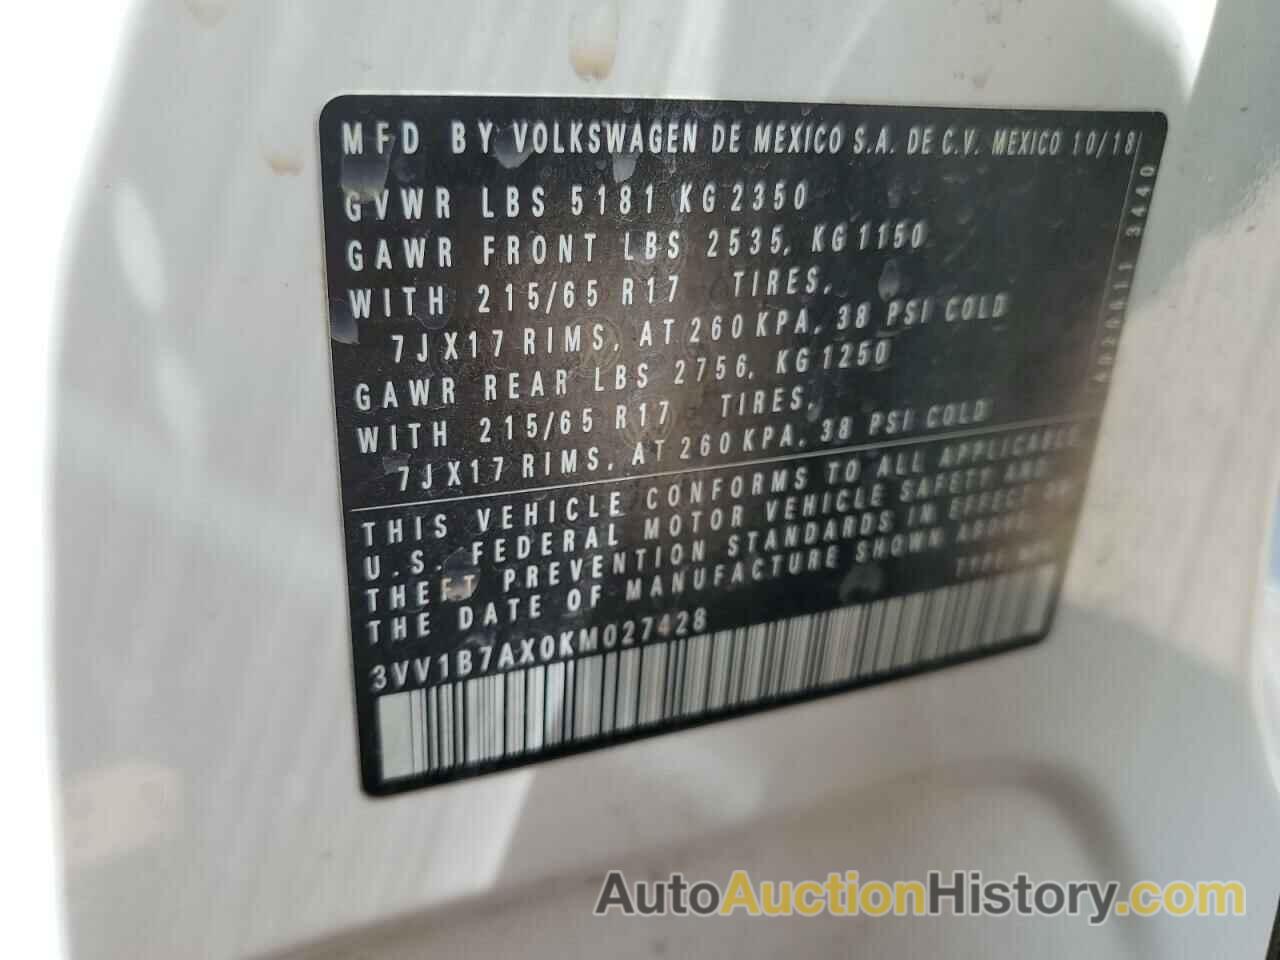 MFD BY VOLKSWAGEN DE MEXICO S.A. DE C.V. MEXICO 10/18
GVWR LBS 5181 KG 2350
GAWR FRONT LBS 2535, KG 1150
WITH 215/65 R17 TIRES,
7JX17 RIMS, AT 260 KPA, 38 PSI COLD
GAWR REAR LBS 2756, KG 1250
WITH 215/65 R17 TIRES,
7JX17 RIMS, AT 260 KPA, 38 PSI COLD
THIS VEHICLE CONFORMS TO ALL APPLICABLE
U.S. FEDERAL MOTOR VEHICLE SAFETY AND
THEFT PREVENTION STANDARDS IN EFFECT ON
THE DATE OF MANUFACTURE SHOWN ABOVE.
3VV1B7AX0KM027428
3440
AutoAuctionHistory.com